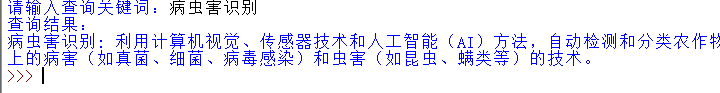 请输入查询关键词：病虫害识别
查询结果：
病虫害识别：利用计算机视觉、传感器技术和人工智能（AI）方法，自动检测和分类农作物
上的病害（如真菌、细菌、病毒感染）和虫害（如昆虫、螨类等）的技术。
>>>